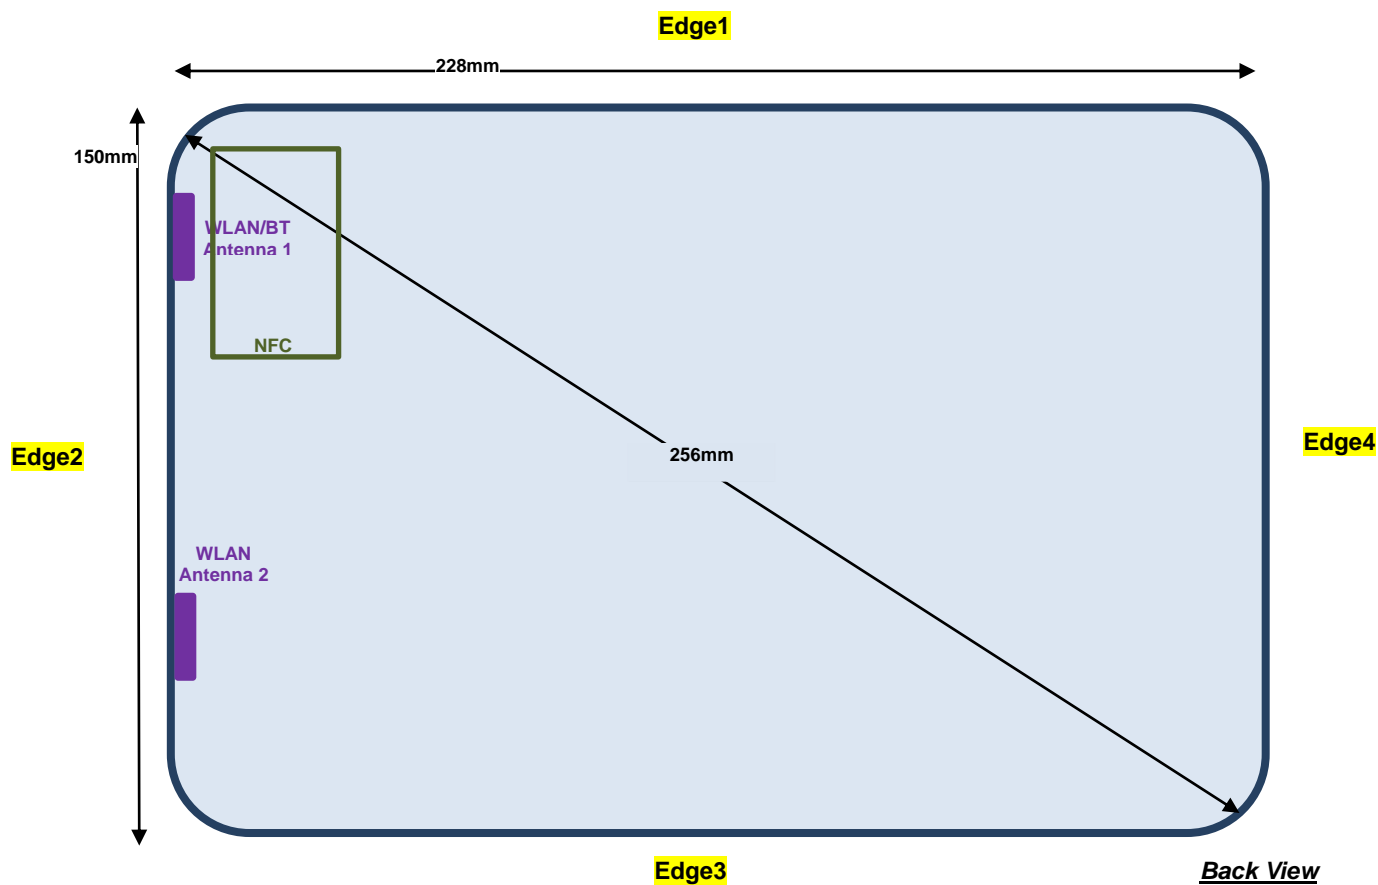 Edge1
228mm
150mm
WLAN/BT
Antenna 1
NFC
Edge2
256mm
Edge4
WLAN
Antenna 2
Edge3
Back View